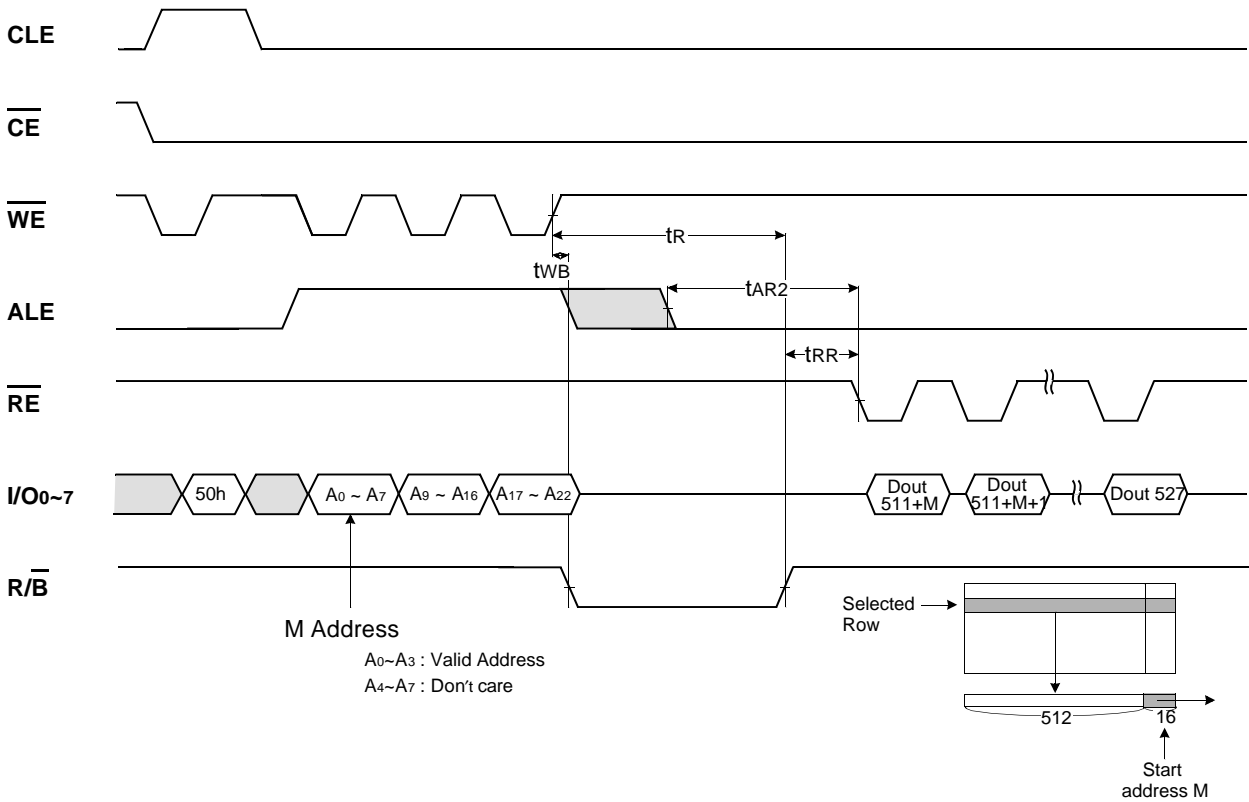 CLE
CE
WE
tR
tWB
ALE
tAR2
tRR
RE
I/O0~7
50h
A0 ~ A7
A9 ~ A16
A17 ~ A22
Dout
511+M
Dout
511+M+1
Dout 527
R/B
M Address
A0~A3 : Valid Address
A4~A7 : Don't care
Selected
Row
512
16
Start
address M